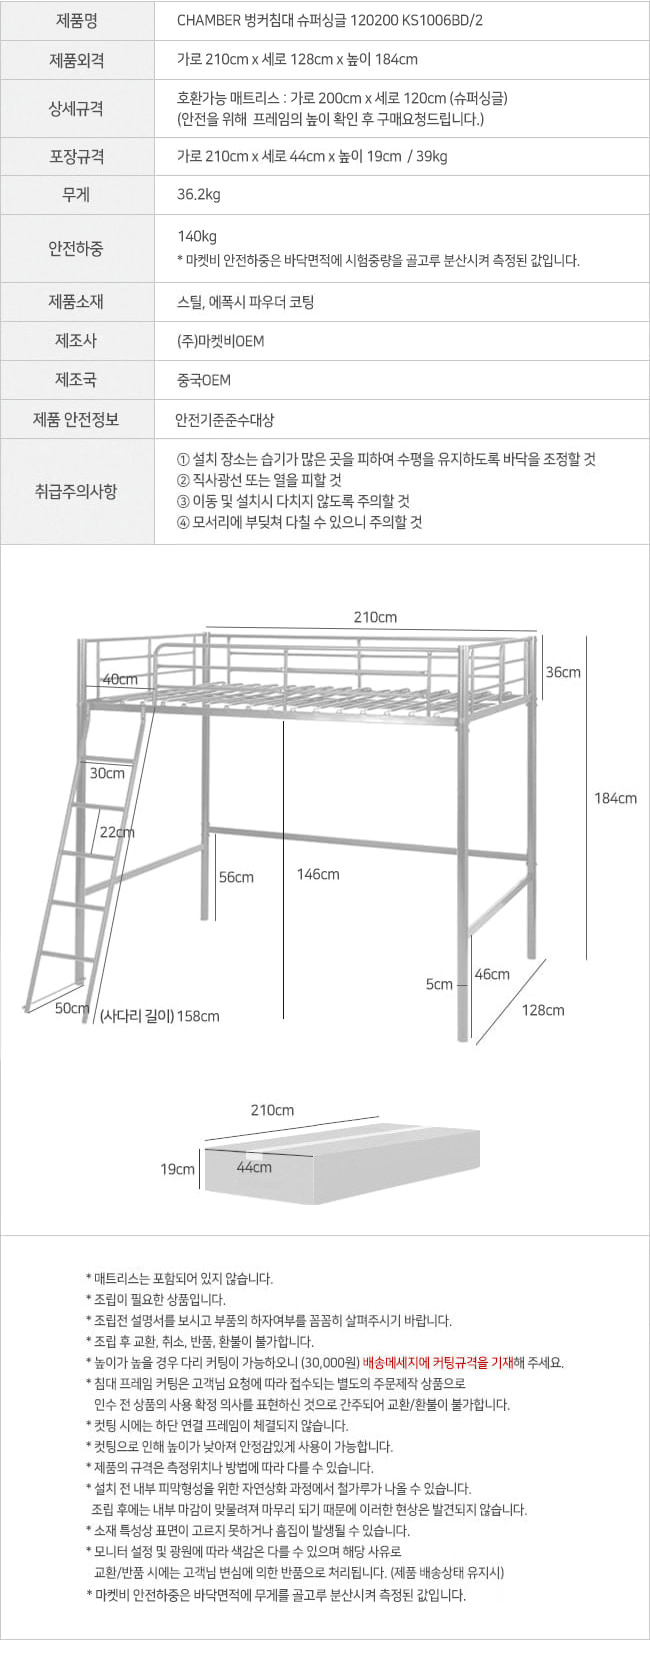 제품명
CHAMBER 벙커침대 슈퍼싱글 120200 KS1006BD/2
제품외격
가로 210cm x 세로 128cm x 높이 184cm
상세규격
호환가능 매트리스 : 가로 200cm x 세로 120cm (슈퍼싱글)
(안전을 위해 프레임의 높이 확인 후 구매요청드립니다.)
포장규격
가로 210cm x 세로 44cm x 높이 19cm / 39kg
무게
36.2kg
안전하중
140kg
* 마켓비 안전하중은 바닥면적에 시험중량을 골고루 분산시켜 측정된 값입니다.
제품소재
스틸, 에폭시 파우더 코팅
제조사
(주)마켓비OEM
제조국
중국OEM
제품 안전정보
안전기준준수대상
취급주의사항
① 설치 장소는 습기가 많은 곳을 피하여 수평을 유지하도록 바닥을 조정할 것
② 직사광선 또는 열을 피할 것
③ 이동 및 설치시 다치지 않도록 주의할 것
④ 모서리에 부딪쳐 다칠 수 있으니 주의할 것
210cm
36cm
40cm
30cm
184cm
22cm
56cm
146cm
46cm
5cm
50cm
(사다리 길이) 158cm
128cm
210cm
19cm
44cm
* 매트리스는 포함되어 있지 않습니다.
* 조립이 필요한 상품입니다.
* 조립전 설명서를 보시고 부품의 하자여부를 꼼꼼히 살펴주시기 바랍니다.
* 조립 후 교환, 취소, 반품, 환불이 불가합니다.
* 높이가 높을 경우 다리 커팅이 가능하오니 (30,000원) 배송메세지에 커팅규격을 기재해 주세요.
* 침대 프레임 커팅은 고객님 요청에 따라 접수되는 별도의 주문제작 상품으로
인수 전 상품의 사용 확정 의사를 표현하신 것으로 간주되어 교환/환불이 불가합니다.
* 컷팅 시에는 하단 연결 프레임이 체결되지 않습니다.
* 컷팅으로 인해 높이가 낮아져 안정감있게 사용이 가능합니다.
* 제품의 규격은 측정위치나 방법에 따라 다를 수 있습니다.
* 설치 전 내부 피막형성을 위한 자연상화 과정에서 철가루가 나올 수 있습니다.
조립 후에는 내부 마감이 맞물려져 마무리 되기 때문에 이러한 현상은 발견되지 않습니다.
* 소재 특성상 표면이 고르지 못하거나 흠집이 발생될 수 있습니다.
* 모니터 설정 및 광원에 따라 색감은 다를 수 있으며 해당 사유로
교환/반품 시에는 고객님 변심에 의한 반품으로 처리됩니다. (제품 배송상태 유지시)
* 마켓비 안전하중은 바닥면적에 무게를 골고루 분산시켜 측정된 값입니다.